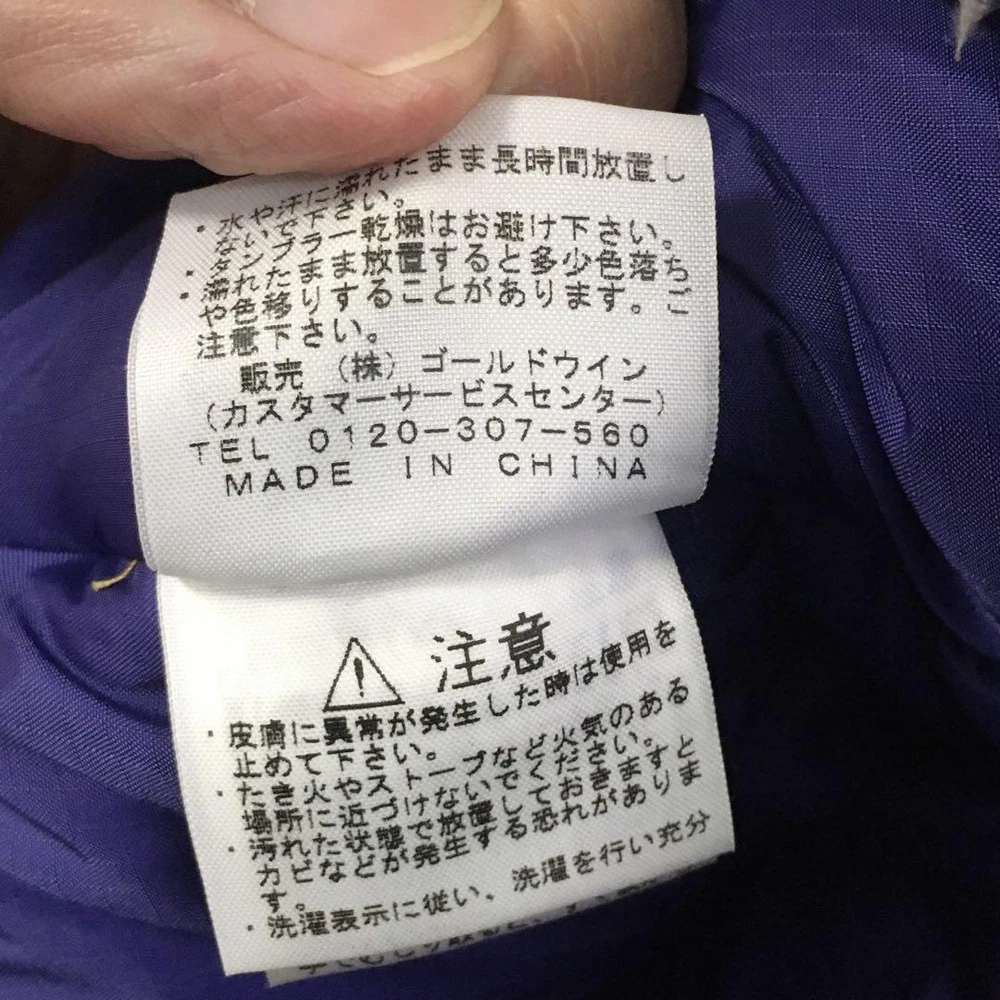 ・水や汗に濡れたまま長時間放置し
ないで下さい。
・タンブラー乾燥はお避け下さい。
・濡れたまま放置すると多少色落ち
や色移りすることがあります。ご
注意下さい。
販売 (株) ゴールドウイン
(カスタマーサービスセンター)
TEL 0120-307-560
MADE IN CHINA
注意
・皮膚に異常が発生した時は使用を
止めて下さい。
・たき火やストーブなど火気のある
場所に近づけないでください。
・汚れた状態で放置しておきますと
カビなどが発生する恐れがありま
す。
・洗濯表示に従い、洗濯を行い充分